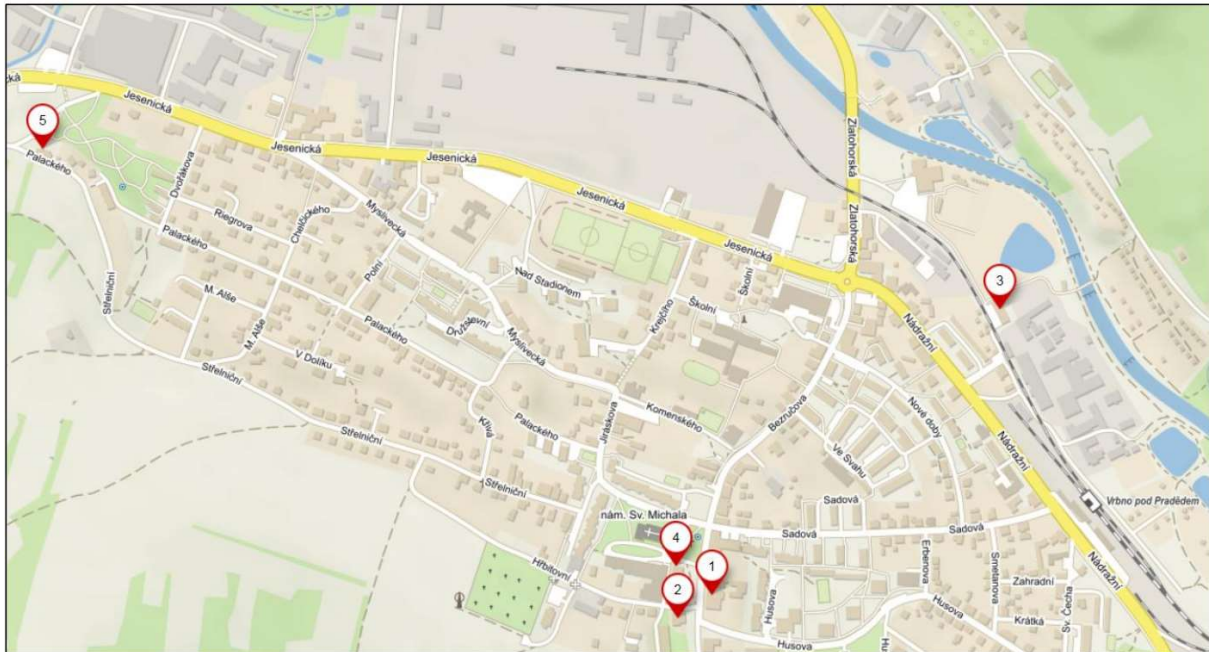 cká
Jesenická
Zlatohorská
5
Palackého
Dvořákova
Jesenická
Jesenická
Myslivecká
Chelčického
Riegrova
Jesenická
Zlatohorská
Palackého
Polní
Jesenická
Střelniční
M. Alše
Nad Stadionem
Školní
3
Krejčího
Školní
Družstevní
Palackého
Nádražní
M. Alše
V Dolíku
Myslivecká
Střelniční
Nové doby
Komenského
Bezručova
Křivá
Palackého
Jiráskova
Střelniční
Ve Svahu
Nádražní
Střelniční
Vrbno pod Pradědem
Sadová
nám. Sv. Michala
Sadová
Sadová
4
Hřbitovní
1
Erbenova
Smetanova
Nádražní
2
Husova
Husova
Zahradní
Sv. Čecha
Krátká
Husova
Hu